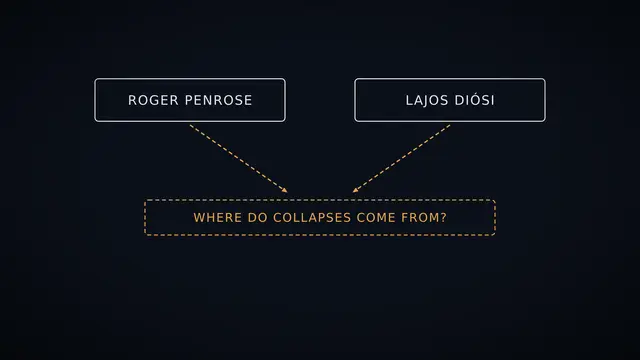 ROGER PENROSE
LAJOS DIÓSI
WHERE DO COLLAPSES COME FROM?